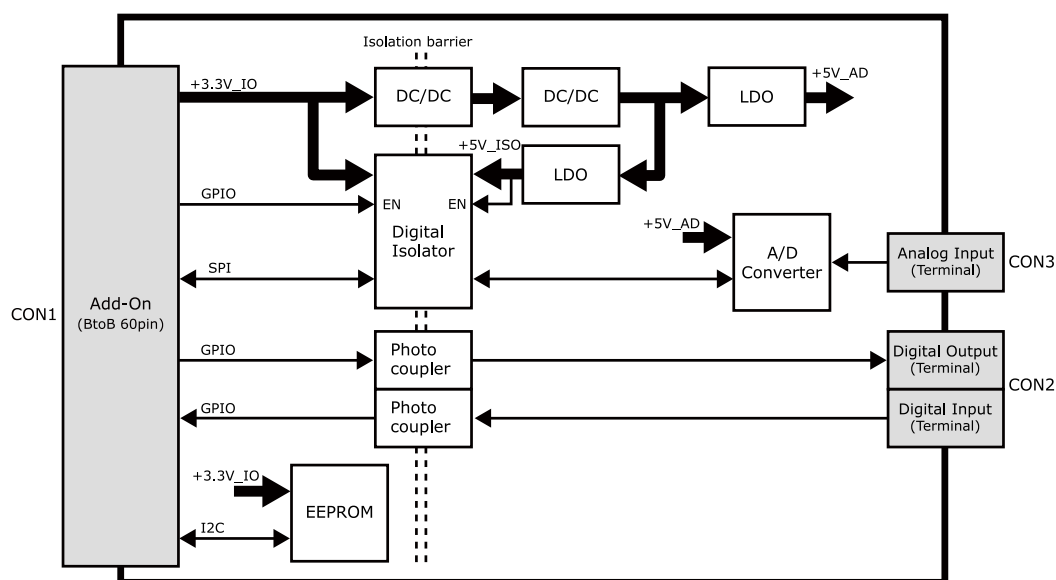 Isolation barrier
+3.3V_IO
DC/DC
DC/DC
LDO
+5V_AD
+5V_ISO
LDO
GPIO
EN
EN
Digital
Isolator
+5V_AD
A/D
Converter
Analog Input
(Terminal)
CON3
SPI
CON1
Add-On
(BtoB 60pin)
GPIO
Photo
coupler
Digital Output
(Terminal)
CON2
GPIO
Photo
coupler
Digital Input
(Terminal)
+3.3V_IO
EEPROM
I2C